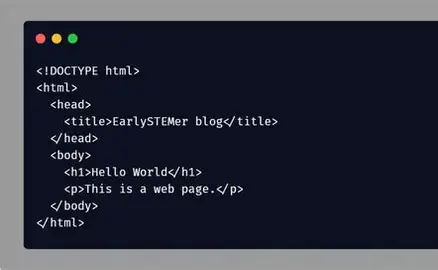 <!DOCTYPE html>
<html>
  <head>
    <title>EarlySTEMer blog</title>
  </head>
  <body>
    <h1>Hello World</h1>
    <p>This is a web page.</p>
  </body>
</html>